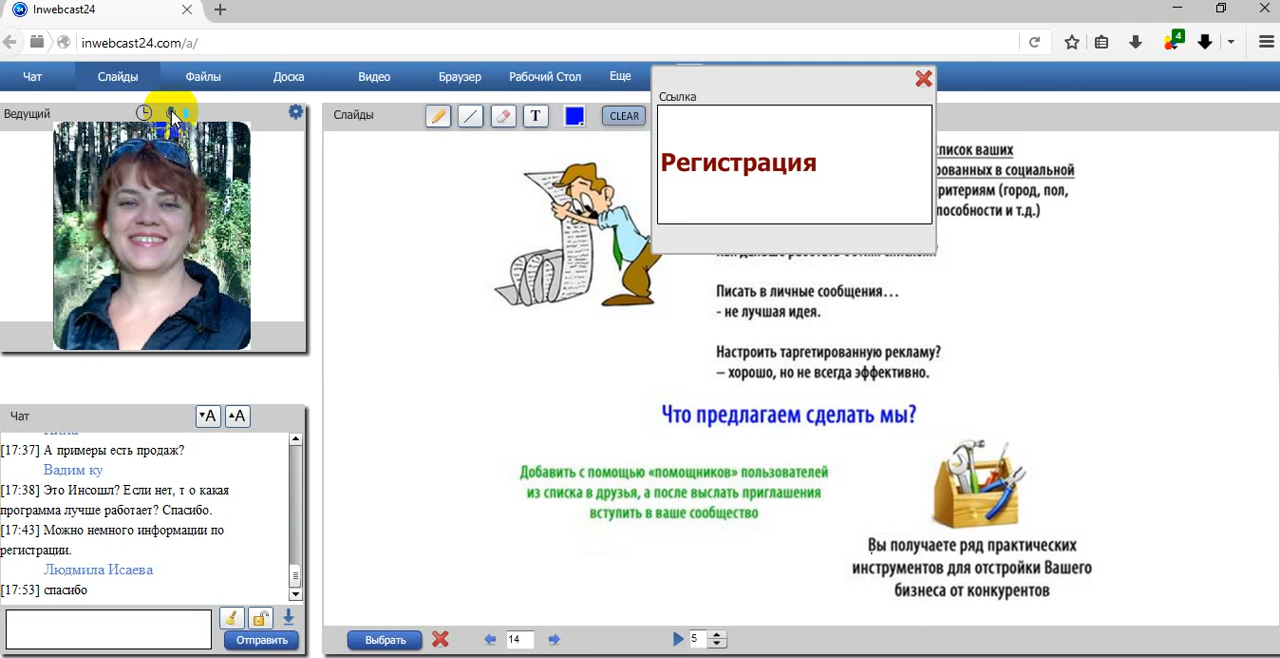 Inwebcast24
inwebcast24.com/a/
4
Чат
Слайды
Файлы
Доска
Видео
Браузер
Рабочий Стол
Еще
Ведущий
Слайды
T
CLEAR
Ссылка
Регистрация
список ваших
рованных в социальной
ритериям (город, пол,
пособности и т.д.)
Писать в личные сообщения...
- не лучшая идея.
Настроить таргетированную рекламу?
– хорошо, но не всегда эффективно.
Что предлагаем сделать мы?
Добавить с помощью «помощников» пользователей
из списка в друзья, а после выслать приглашения
вступить в ваше сообщество
Вы получаете ряд практических
инструментов для отстройки Вашего
бизнеса от конкурентов
Чат
▾A
▴A
[17:37] А примеры есть продаж?
Вадим ку
[17:38] Это Инсошл? Если нет, т о какая
программа лучше работает? Спасибо.
[17:43] Можно немного информации по
регистрации.
Людмила Исаева
[17:53] спасибо
Отправить
Выбрать
14
5